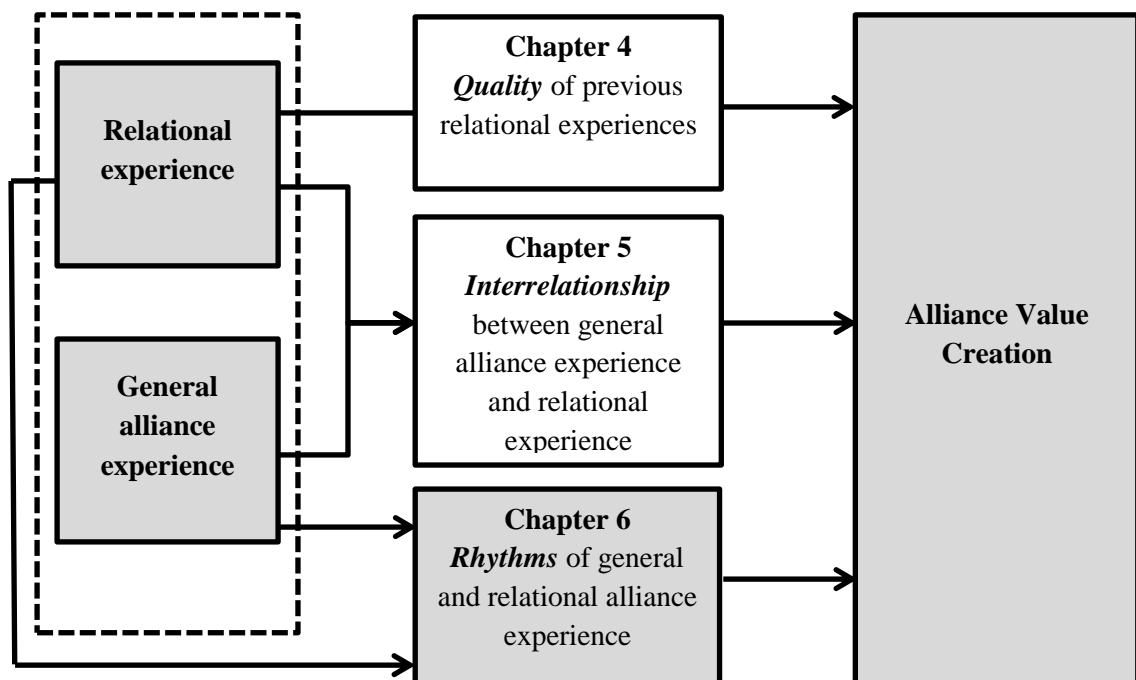 Relational
experience
General
alliance
experience
Chapter 4
Quality of previous
relational experiences
Chapter 5
Interrelationship
between general
alliance experience
and relational
experience
Chapter 6
Rhythms of general
and relational alliance
experience
Alliance Value
Creation